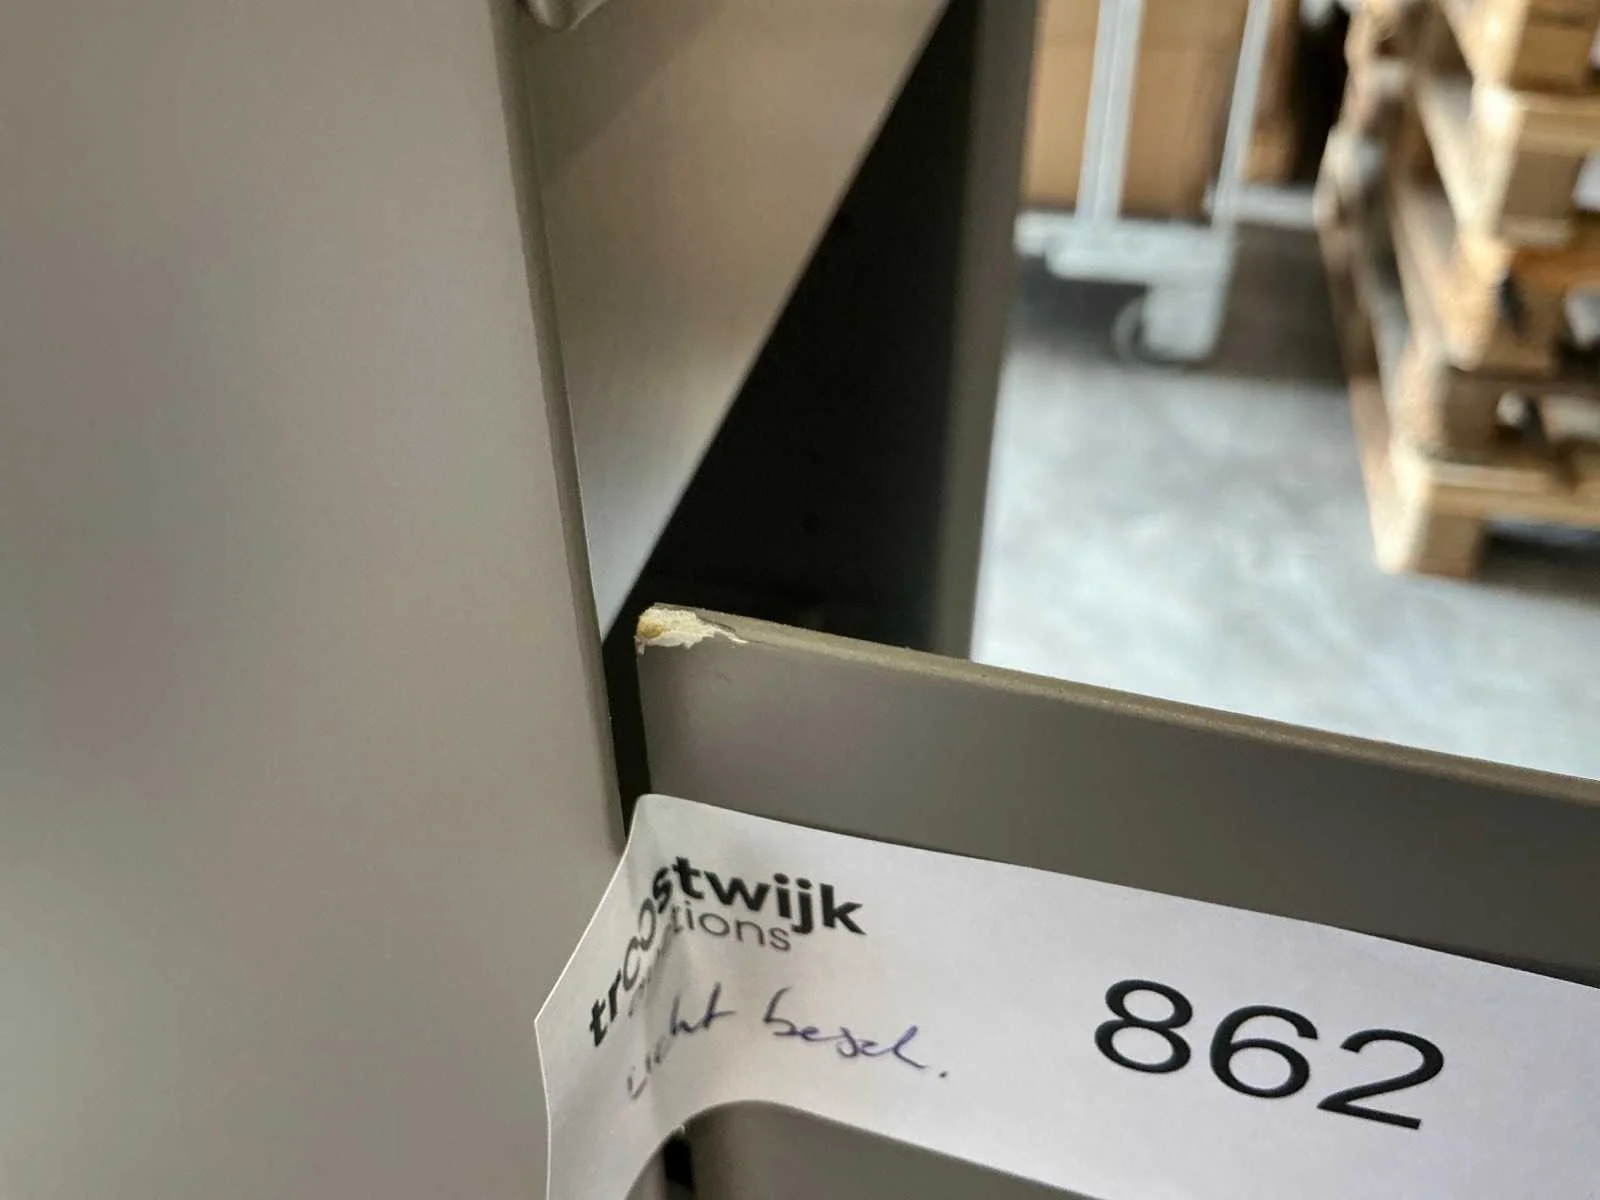 troostwijk
auctions
licht besch.
862